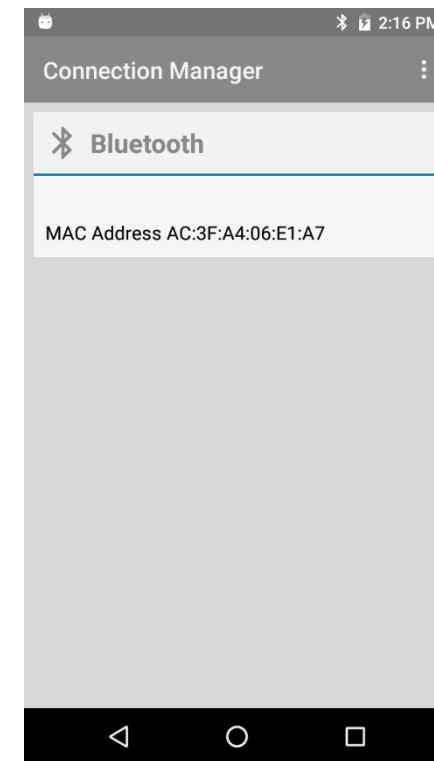 2:16 PM
Connection Manager
Bluetooth
MAC Address AC:3F:A4:06:E1:A7